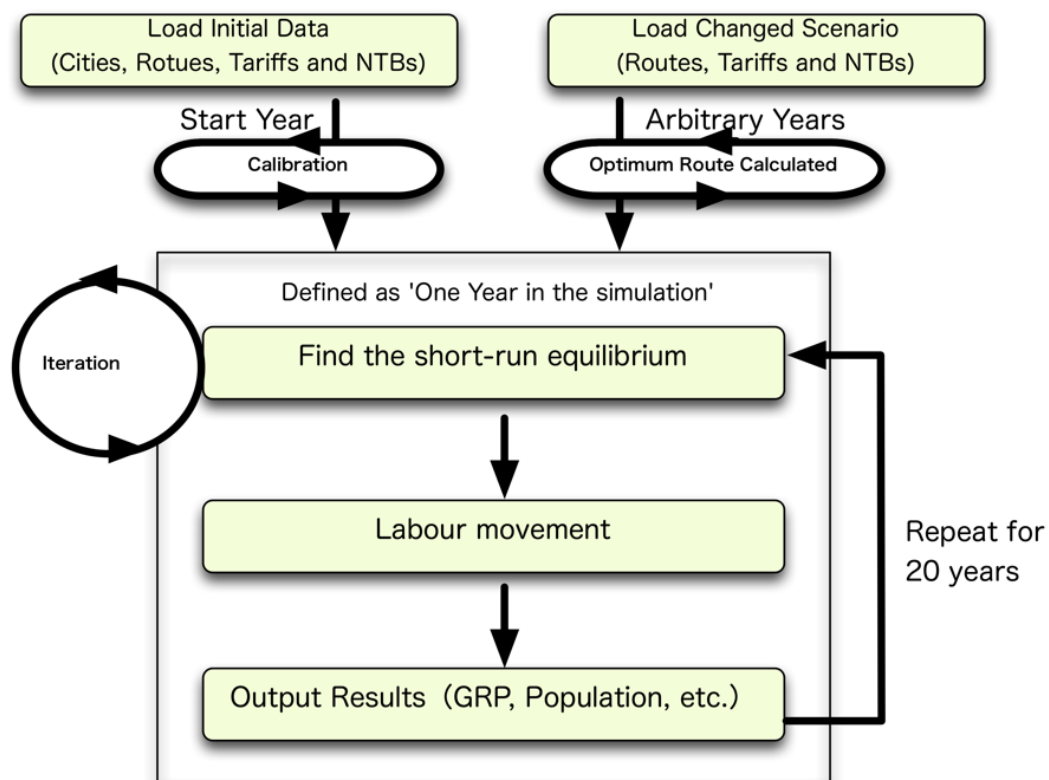 Load Initial Data
(Cities, Rotues, Tariffs and NTBs)
Load Changed Scenario
(Routes, Tariffs and NTBs)
Start Year
Arbitrary Years
Calibration
Optimum Route Calculated
Defined as 'One Year in the simulation'
Iteration
Find the short-run equilibrium
Labour movement
Repeat for
20 years
Output Results（GRP, Population, etc.）